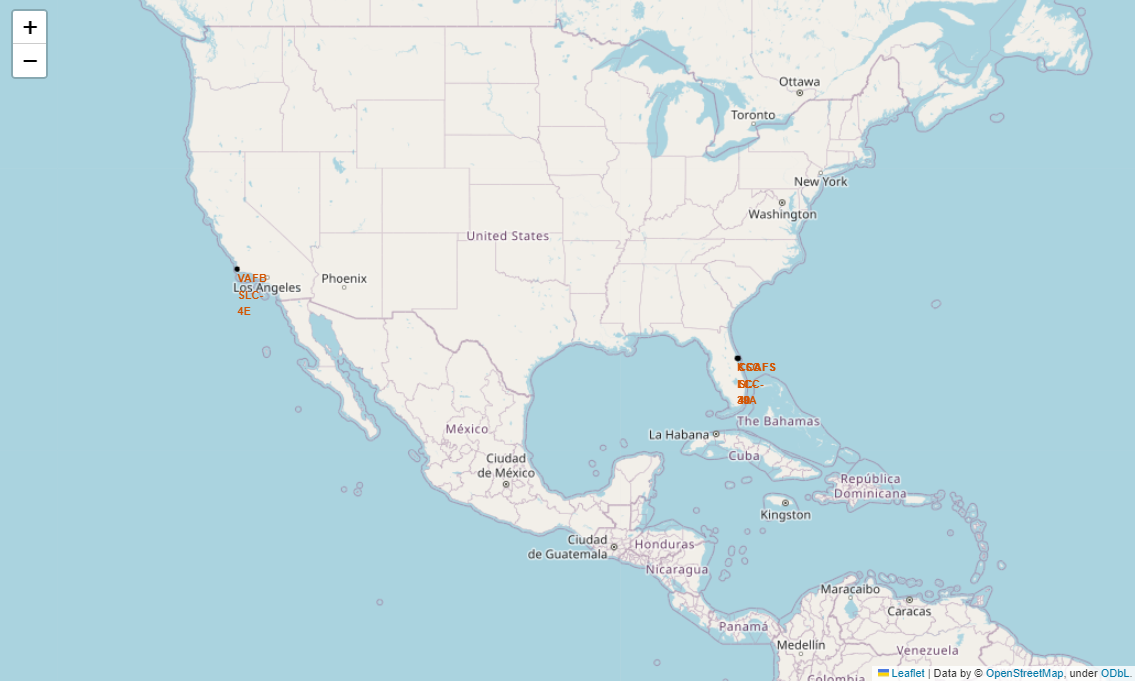 +
−
Ottawa
Toronto
New York
Washington
United States
VAFB
SLC-
4E
Los Angeles
Phoenix
México
Ciudad
de México
La Habana
The Bahamas
Cuba
República
Dominicana
Kingston
Ciudad
de Guatemala
Honduras
Nicaragua
Maracaibo
Caracas
Panamá
Medellín
Venezuela
Colombia
Leaflet | Data by © OpenStreetMap, under ODbL.